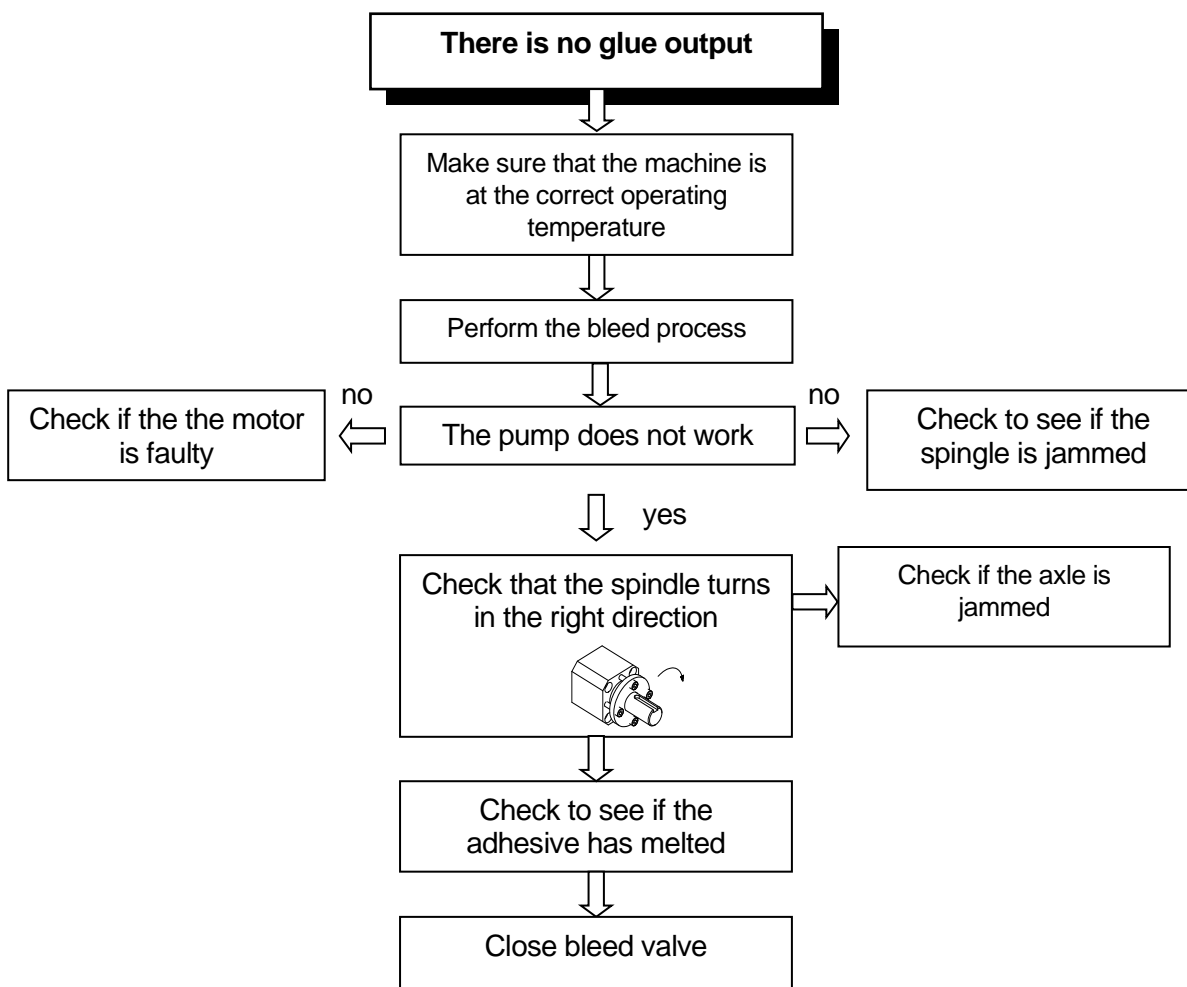 There is no glue output
Make sure that the machine is
at the correct operating
temperature
Perform the bleed process
no
no
Check if the the motor
is faulty
The pump does not work
Check to see if the
spingle is jammed
yes
Check that the spindle turns
in the right direction
Check if the axle is
jammed
Check to see if the
adhesive has melted
Close bleed valve